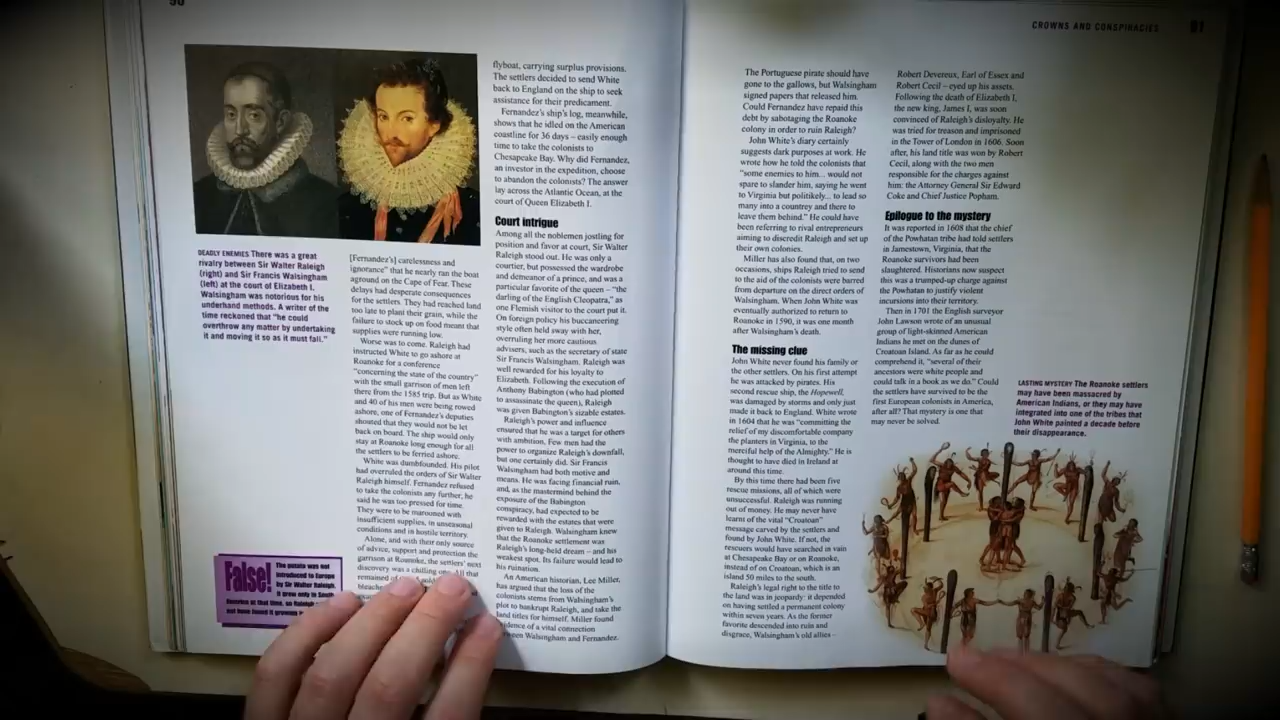 90
DEADLY ENEMIES There was a great
rivalry between Sir Walter Raleigh
(right) and Sir Francis Walsingham
(left) at the court of Elizabeth I.
Walsingham was notorious for his
underhand methods. A writer of the
time reckoned that "he could
overthrow any matter by undertaking
it and moving it so as it must fall."
False!
The potato was not
introduced to Europe
by Sir Walter Raleigh.
It grew only in South
America at that time, so Raleigh
not have found it growing
[Fernandez's] carelessness and
ignorance" that he nearly ran the boat
aground on the Cape of Fear. These
delays had desperate consequences
for the settlers. They had reached land
too late to plant their grain, while the
failure to stock up on food meant that
supplies were running low.
Worse was to come. Raleigh had
instructed White to go ashore at
Roanoke for a conference
"concerning the state of the country"
with the small garrison of men left
there from the 1585 trip. But as White
and 40 of his men were being rowed
ashore, one of Fernandez's deputies
shouted that they would not be let
back on board. The ship would only
stay at Roanoke long enough for all
the settlers to be ferried ashore.
White was dumbfounded. His pilot
had overruled the orders of Sir Walter
Raleigh himself. Fernandez refused
to take the colonists any further, he
said he was too pressed for time.
They were to be marooned with
insufficient supplies, in unseasonal
conditions and in hostile territory.
Alone, and with their only source
of advice, support and protection the
garrison at Roanoke, the settlers' next
discovery was a chilling one. All that
remained of
flyboat, carrying surplus provisions.
The settlers decided to send White
back to England on the ship to seek
assistance for their predicament.
Fernandez's ship's log, meanwhile,
shows that he idled on the American
coastline for 36 days – easily enough
time to take the colonists to
Chesapeake Bay. Why did Fernandez,
an investor in the expedition, choose
to abandon the colonists? The answer
lay across the Atlantic Ocean, at the
court of Queen Elizabeth I.
Court intrigue
Among all the noblemen jostling for
position and favor at court, Sir Walter
Raleigh stood out. He was only a
courtier, but possessed the wardrobe
and demeanor of a prince, and was a
particular favorite of the queen – "the
darling of the English Cleopatra," as
one Flemish visitor to the court put it.
On foreign policy his buccaneering
style often held away with her,
overruling her more cautious
advisers, such as the secretary of state
Sir Francis Walsingham. Raleigh was
well rewarded for his loyalty to
Elizabeth. Following the execution of
Anthony Babington (who had plotted
to assassinate the queen), Raleigh
was given Babington's sizable estates.
Raleigh's power and influence
ensured that he was a target for others
with ambition. Few men had the
power to organize Raleigh's downfall,
but one certainly did. Sir Francis
Walsingham had both motive and
means. He was facing financial ruin,
and, as the mastermind behind the
exposure of the Babington
conspiracy, had expected to be
rewarded with the estates that were
given to Raleigh. Walsingham knew
that the Roanoke settlement was
Raleigh's long-held dream – and his
weakest spot. Its failure would lead to
his ruination.
An American historian, Lee Miller,
has argued that the loss of the
colonists seems from Walsingham's
plot to bankrupt Raleigh, and take the
land titles for himself. Miller found
evidence of a vital connection
between Walsingham and Fernandez.
CROWNS AND CONSPIRACIES 91
The Portuguese pirate should have
gone to the gallows, but Walsingham
signed papers that released him.
Could Fernandez have repaid this
debt by sabotaging the Roanoke
colony in order to ruin Raleigh?
John White's diary certainly
suggests dark purposes at work. He
wrote how he told the colonists that
"some enemies to him... would not
spare to slander him, saying he went
to Virginia but politikely... to lead so
many into a countrey and there to
leave them behind." He could have
been referring to rival entrepreneurs
aiming to discredit Raleigh and set up
their own colonies.
Miller has also found that, on two
occasions, ships Raleigh tried to send
to the aid of the colonists were barred
from departure on the direct orders of
Walsingham. When John White was
eventually authorized to return to
Roanoke in 1590, it was one month
after Walsingham's death.
The missing clue
John White never found his family or
the other settlers. On his first attempt
he was attacked by pirates. His
second rescue ship, the Hopewell,
was damaged by storms and only just
made it back to England. White wrote
in 1604 that he was "committing the
relief of my discomfortable company
the planters in Virginia, to the
merciful help of the Almighty." He is
thought to have died in Ireland at
around this time.
By this time there had been five
rescue missions, all of which were
unsuccessful. Raleigh was running
out of money. He may never have
learnt of the vital "Croatoan"
message carved by the settlers and
found by John White. If not, the
rescuers would have searched in vain
at Chesapeake Bay or on Roanoke,
instead of on Croatoan, which is an
island 50 miles to the south.
Raleigh's legal right to the title to
the land was in jeopardy: it depended
on having settled a permanent colony
within seven years. As the former
favorite descended into ruin and
disgrace, Walsingham's old allies –
Robert Devereux, Earl of Essex and
Robert Cecil – eyed up his assets.
Following the death of Elizabeth I,
the new king, James I, was soon
convinced of Raleigh's disloyalty. He
was tried for treason and imprisoned
in the Tower of London in 1606. Soon
after, his land title was won by Robert
Cecil, along with the two men
responsible for the charges against
him: the Attorney General Sir Edward
Coke and Chief Justice Popham.
Epilogue to the mystery
It was reported in 1608 that the chief
of the Powhatan tribe had told settlers
in Jamestown, Virginia, that the
Roanoke survivors had been
slaughtered. Historians now suspect
this was a trumped-up charge against
the Powhatan to justify violent
incursions into their territory.
Then in 1701 the English surveyor
John Lawson wrote of an unusual
group of light-skinned American
Indians he met on the dunes of
Croatoan Island. As far as he could
comprehend it, "several of their
ancestors were white people and
could talk in a book as we do." Could
the settlers have survived to be the
first European colonists in America,
after all? That mystery is one that
may never be solved.
LASTING MYSTERY The Roanoke settlers
may have been massacred by
American Indians, or they may have
integrated into one of the tribes that
John White painted a decade before
their disappearance.